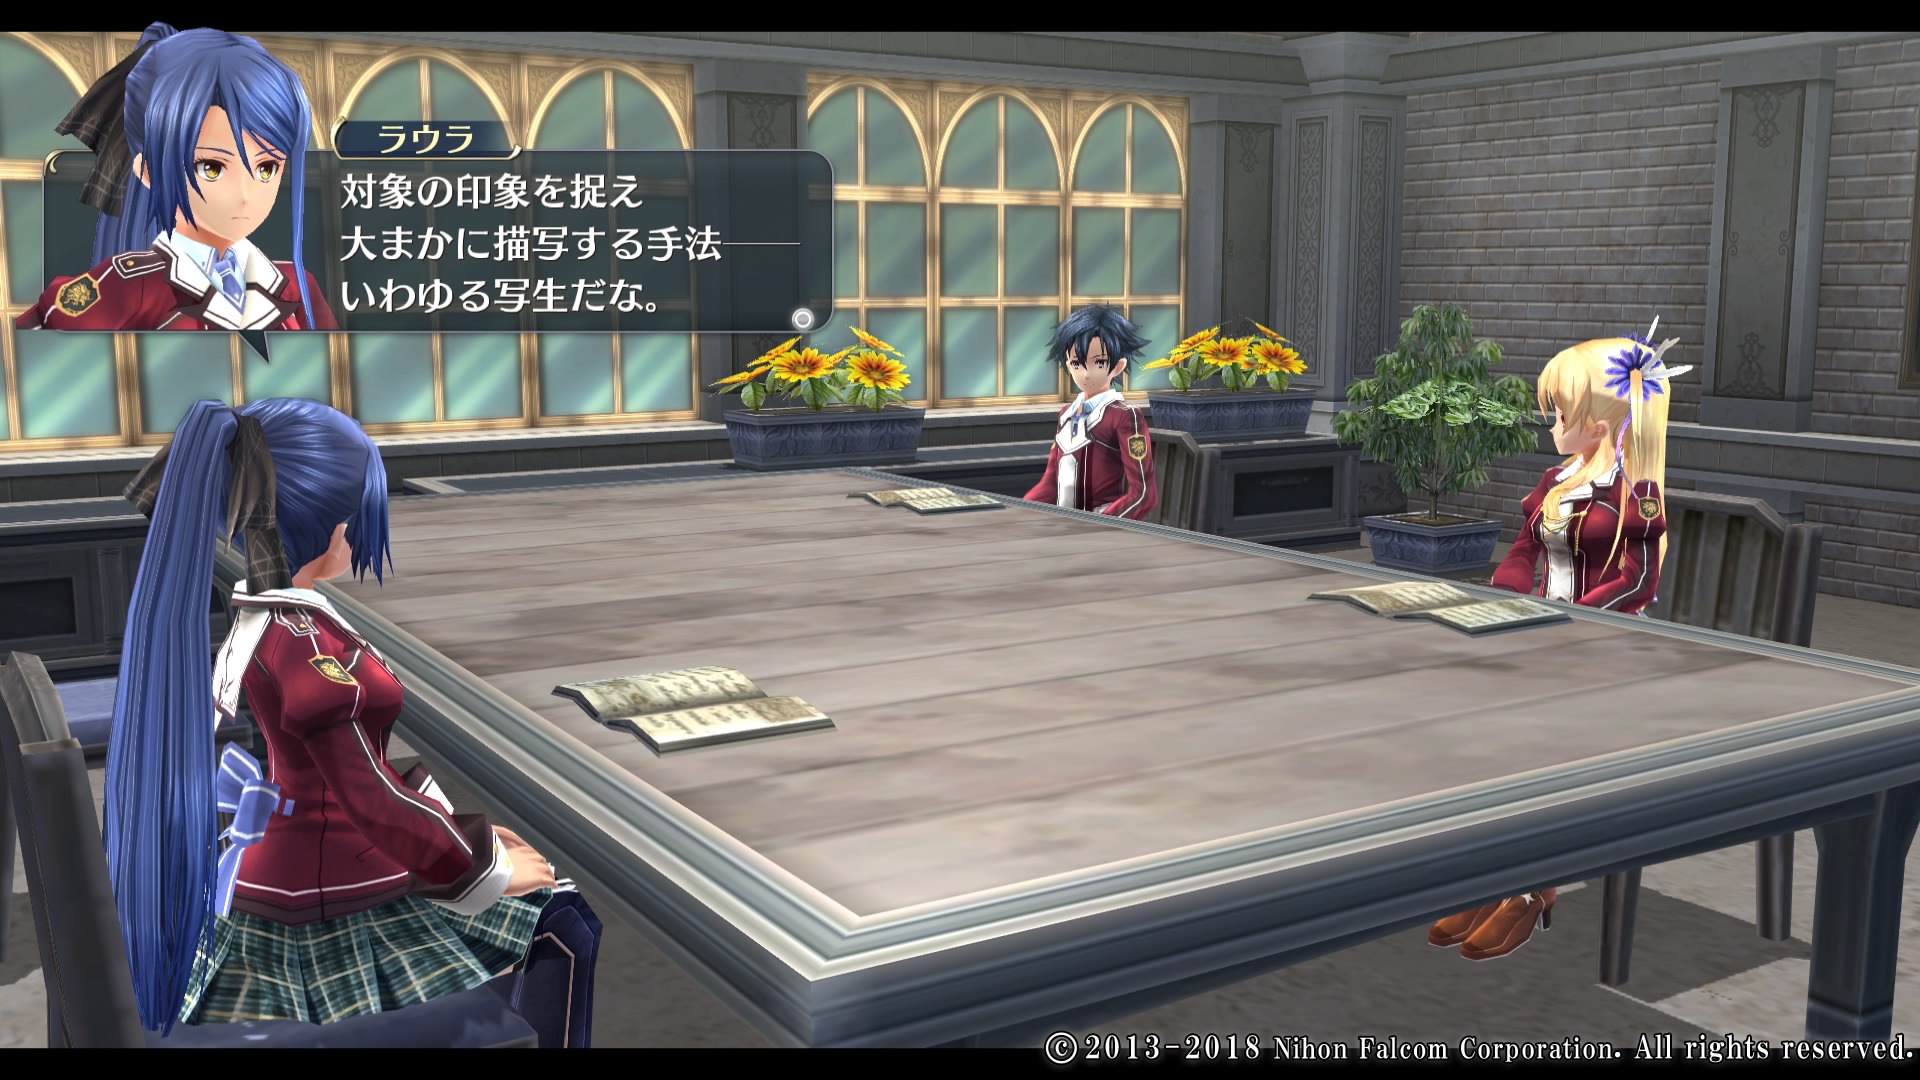 ラウラ
対象の印象を捉え
大まかに描写する手法――
いわゆる写生だな。
©2013-2018 Nihon Falcom Corporation. All rights reserved.